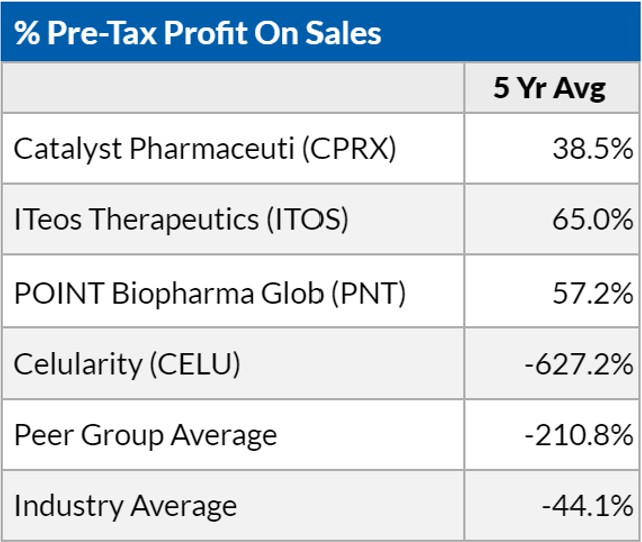 % Pre-Tax Profit On Sales
5 Yr Avg
Catalyst Pharmaceuti (CPRX) 38.5%
ITeos Therapeutics (ITOS) 65.0%
POINT Biopharma Glob (PNT) 57.2%
Celularity (CELU) -627.2%
Peer Group Average -210.8%
Industry Average -44.1%